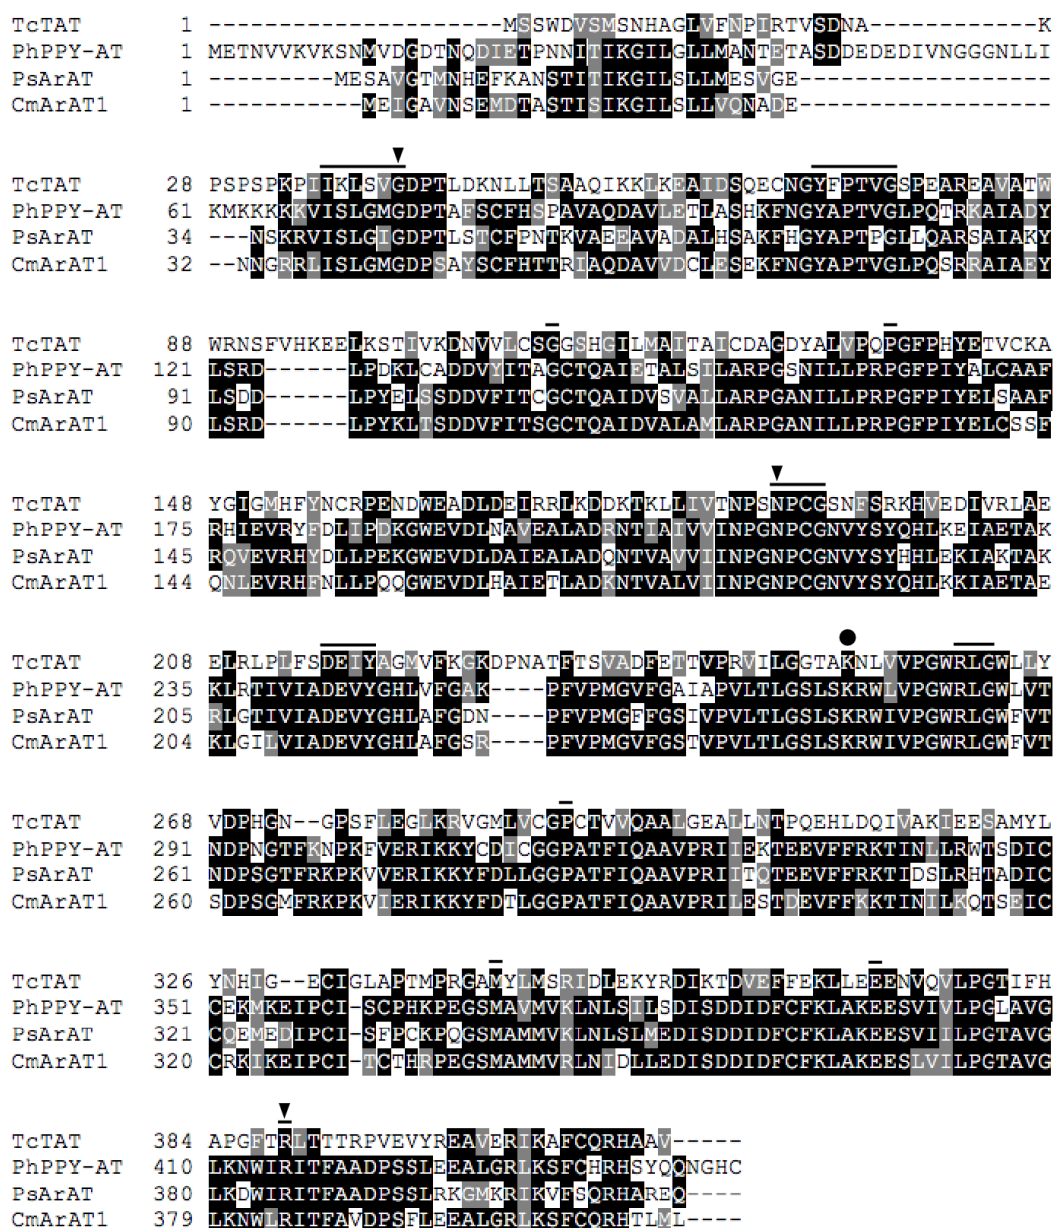 TcTAT 1 ---------------------MSSWDVSMSNHAGLVFNPIRTVSDNA------------K
PhPPY-AT 1 METNVVKVKSNMVDGDTNQDIETPNNITIKGILGLLMANTETASDDEDEDIVNGGGNLLI
PsArAT 1 ---------MESAVGTMNHEFKANSTITIKGILSLLMESVGE------------------
CmArAT1 1 -----------MEIGAVNSEMDTASTISIKGILSLLVQNADE------------------
TcTAT 28 PSPSPKPIIKLSVGDPTLDKNLLTSAAQIKKLKEAIDSQECNGYFPTVGSPEAREAVATW
PhPPY-AT 61 KMKKKKKVISLGMGDPTAFSCFHSPAVAQDAVLETLASHKFNGYAPTVGLPQTRKAIADY
PsArAT 34 ---NSKRVISLGIGDPTLSTCFPNTKVAEEAVADALHSAKFHGYAPTPGLLQARSAIAKY
CmArAT1 32 --NNGRRLISLGMGDPSAYSCFHTTRIAQDAVVDCLESEKFNGYAPTVGLPQSRRAIAEY
TcTAT 88 WRNSFVHKEELKSTIVKDNVVLCSGGSHGILMAITAICDAGDYALVPQPGFPHYETVCKA
PhPPY-AT 121 LSRD------LPDKLCADDVYITAGCTQAIETALSILARPGSNILLPRPGFPIYALCAAF
PsArAT 91 LSDD------LPYELSSDDVFITCGCTQAIDVSVALLARPGANILLPRPGFPIYELSAAF
CmArAT1 90 LSRD------LPYKLTSDDVFITSGCTQAIDVALAMLARPGANILLPRPGFPIYELCSSF
TcTAT 148 YGIGMHFYNCRPENDWEADLDEIRRLKDDKTKLLIVTNPSNPCGSNFSRKHVEDIVRLAE
PhPPY-AT 175 RHIEVRYFDLIPDKGWEVDLNAVEALADRNTIAIVVINPGNPCGNVYSYQHLKEIAETAK
PsArAT 145 RQVEVRHYDLLPEKGWEVDLDAIEALADQNTVAVVIINPGNPCGNVYSYHHLEKIAKTAK
CmArAT1 144 QNLEVRHFNLLPQQGWEVDLHAIETLADKNTVALVIINPGNPCGNVYSYQHLKKIAETAE
TcTAT 208 ELRLPLFSDEIYAGMVFKGKDPNATFTSVADFETTVPRVILGGTAKNLVVPGWRLGWLLY
PhPPY-AT 235 KLRTIVIADEVYGHLVFGAK----PFVPMGVFGAIAPVLTLGSLSKRWLVPGWRLGWLVT
PsArAT 205 RLGTIVIADEVYGHLAFGDN----PFVPMGFFGSIVPVLTLGSLSKRWIVPGWRLGWFVT
CmArAT1 204 KLGILVIADEVYGHLAFGSR----PFVPMGVFGSTVPVLTLGSLSKRWIVPGWRLGWFVT
TcTAT 268 VDPHGN--GPSFLEGLKRVGMLVCGPCTVVQAALGEALLNTPQEHLDQIVAKIEESAMYL
PhPPY-AT 291 NDPNGTFKNPKFVERIKKYCDICGGPATFIQAAVPRIIEKTEEVFFRKTINLLRWTSDIC
PsArAT 261 NDPSGTFRKPKVVERIKKYFDLLGGPATFIQAAVPRIITQTEEVFFRKTIDSLRHTADIC
CmArAT1 260 SDPSGMFRKPKVIERIKKYFDTLGGPATFIQAAVPRILESTDEVFFKKTINILKQTSEIC
TcTAT 326 YNHIG--ECIGLAPTMPRGAMYLMSRIDLEKYRDIKTDVEFFEKLLEEENVQVLPGTIFH
PhPPY-AT 351 CEKMKEIPCI-SCPHKPEGSMAVMVKLNLSILSDISDDIDFCFKLAKEESVIVLPGLAVG
PsArAT 321 CQEMEDIPCI-SFPCKPQGSMAMMVKLNLSLMEDISDDIDFCFKLAKEESVIILPGTAVG
CmArAT1 320 CRKIKEIPCI-TCTHRPEGSMAMMVRLNIDLLEDISDDIDFCFKLAKEESLVILPGTAVG
TcTAT 384 APGFTRLTTTRPVEVYREAVERIKAFCQRHAAV-----
PhPPY-AT 410 LKNWIRITFAADPSSLEEALGRLKSFCHRHSYQQNGHC
PsArAT 380 LKDWIRITFAADPSSLRKGMKRIKVFSQRHAREQ----
CmArAT1 379 LKNWLRITFAVDPSFLEEALGRLKSFCQRHTLML----